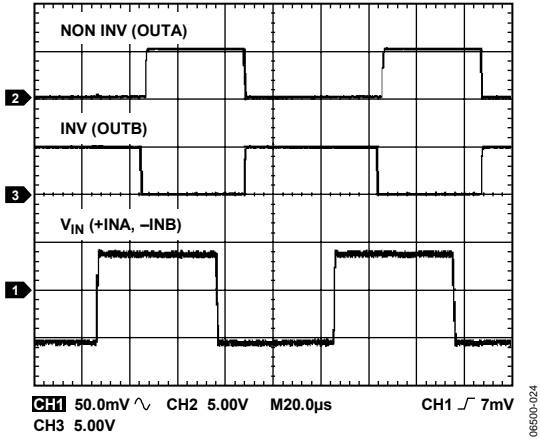 NON INV (OUTA)
2
INV (OUTB)
3
VIN (+INA, –INB)
1
CH1 50.0mV CH2 5.00V M20.0µs CH1 7mV
CH3 5.00V
06500-024